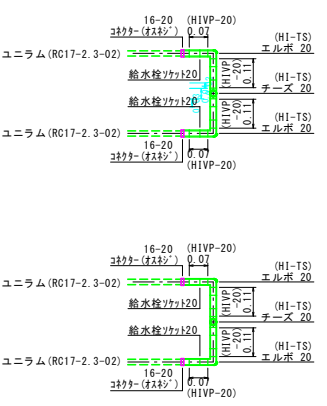 16-20 (HIVP-20)
コネクター(オスネジ) 0.07
(HI-TS)
エルボ 20
ユニラム(RC17-2.3-02)
(HIVP
-20)
0.11
給水栓ソケット20
(HI-TS)
チーズ 20
給水栓ソケット20
(HIVP
-20)
0.11
(HI-TS)
エルボ 20
ユニラム(RC17-2.3-02)
16-20 0.07
コネクター(オスネジ) (HIVP-20)
16-20 (HIVP-20)
コネクター(オスネジ) 0.07
(HI-TS)
エルボ 20
ユニラム(RC17-2.3-02)
(HIVP
-20)
0.11
給水栓ソケット20
(HI-TS)
チーズ 20
給水栓ソケット20
(HIVP
-20)
0.11
(HI-TS)
エルボ 20
ユニラム(RC17-2.3-02)
16-20 0.07
コネクター(オスネジ) (HIVP-20)